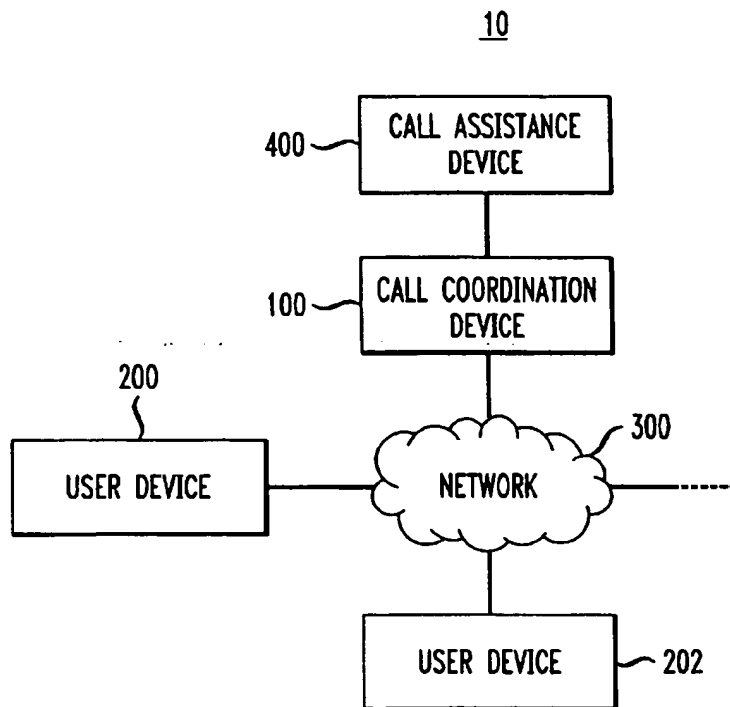 10
CALL ASSISTANCE
DEVICE
400
CALL COORDINATION
DEVICE
100
200
USER DEVICE
300
NETWORK
USER DEVICE
202